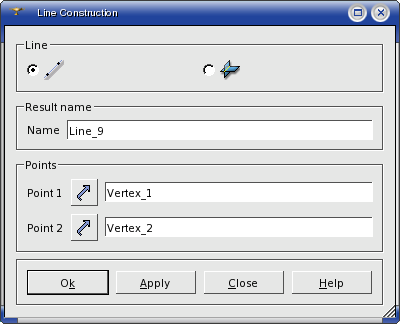 Line Construction
Line
Result name
Name Line_9
Points
Point 1 Vertex_1
Point 2 Vertex_2
Ok Apply Close Help